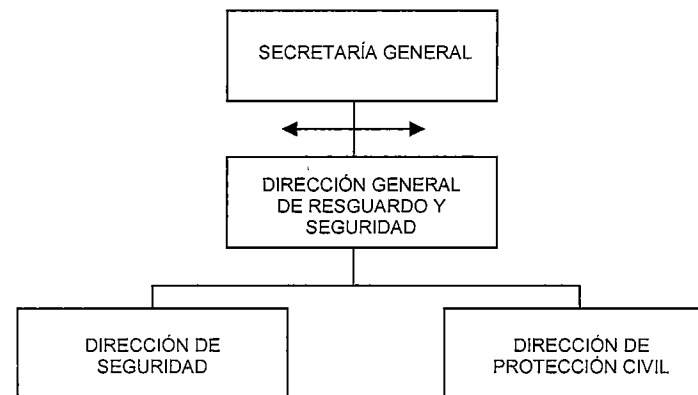 SECRETARÍA GENERAL
DIRECCIÓN GENERAL
DE RESGUARDO Y
SEGURIDAD
DIRECCIÓN DE
SEGURIDAD
DIRECCIÓN DE
PROTECCIÓN CIVIL